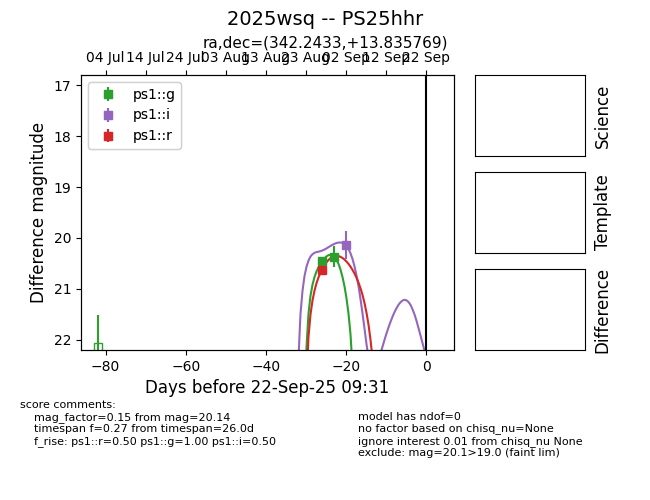 2025wsq -- PS25hhr
ra,dec=(342.2433,+13.835769)
04 Jul 14 Jul 24 Jul 03 Aug 13 Aug 23 Aug 02 Sep 12 Sep 22 Sep
ps1::g
ps1::i
ps1::r
17
18
19
20
21
22
Difference magnitude
−80 −60 −40 −20 0
Days before 22-Sep-25 09:31
Science
Template
Difference
score comments:
mag_factor=0.15 from mag=20.14
timespan f=0.27 from timespan=26.0d
f_rise: ps1::r=0.50 ps1::g=1.00 ps1::i=0.50
model has ndof=0
no factor based on chisq_nu=None
ignore interest 0.01 from chisq_nu None
exclude: mag=20.1>19.0 (faint lim)